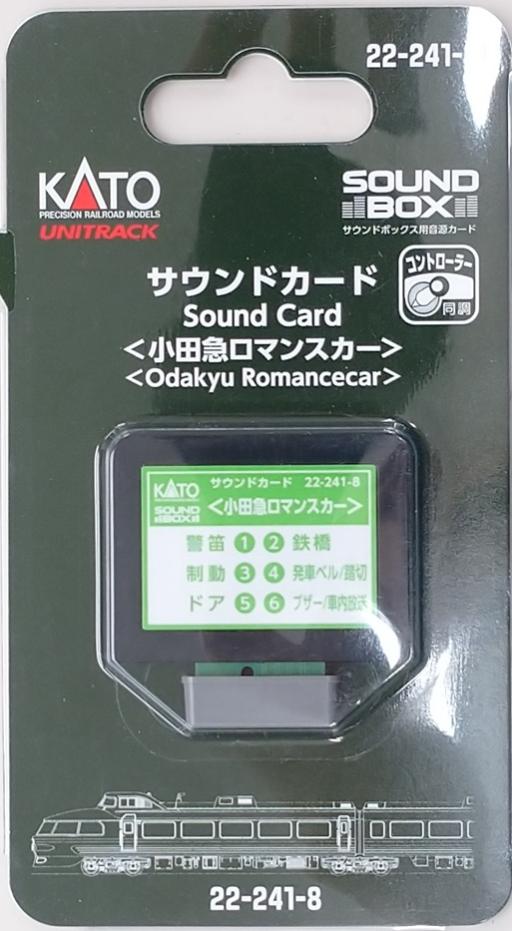 22-241-
KATO
PRECISION RAILROAD MODELS
UNITRACK
SOUND
BOX
サウンドボックス用音源カード
コントローラー
同調
サウンドカード
Sound Card
<小田急ロマンスカー>
<Odakyu Romancecar>
KATO サウンドカード 22-241-8
SOUND BOX <小田急ロマンスカー>
警笛 1 2 鉄橋
制動 3 4 発車ベル/踏切
ドア 5 6 ブザー/車内放送
22-241-8